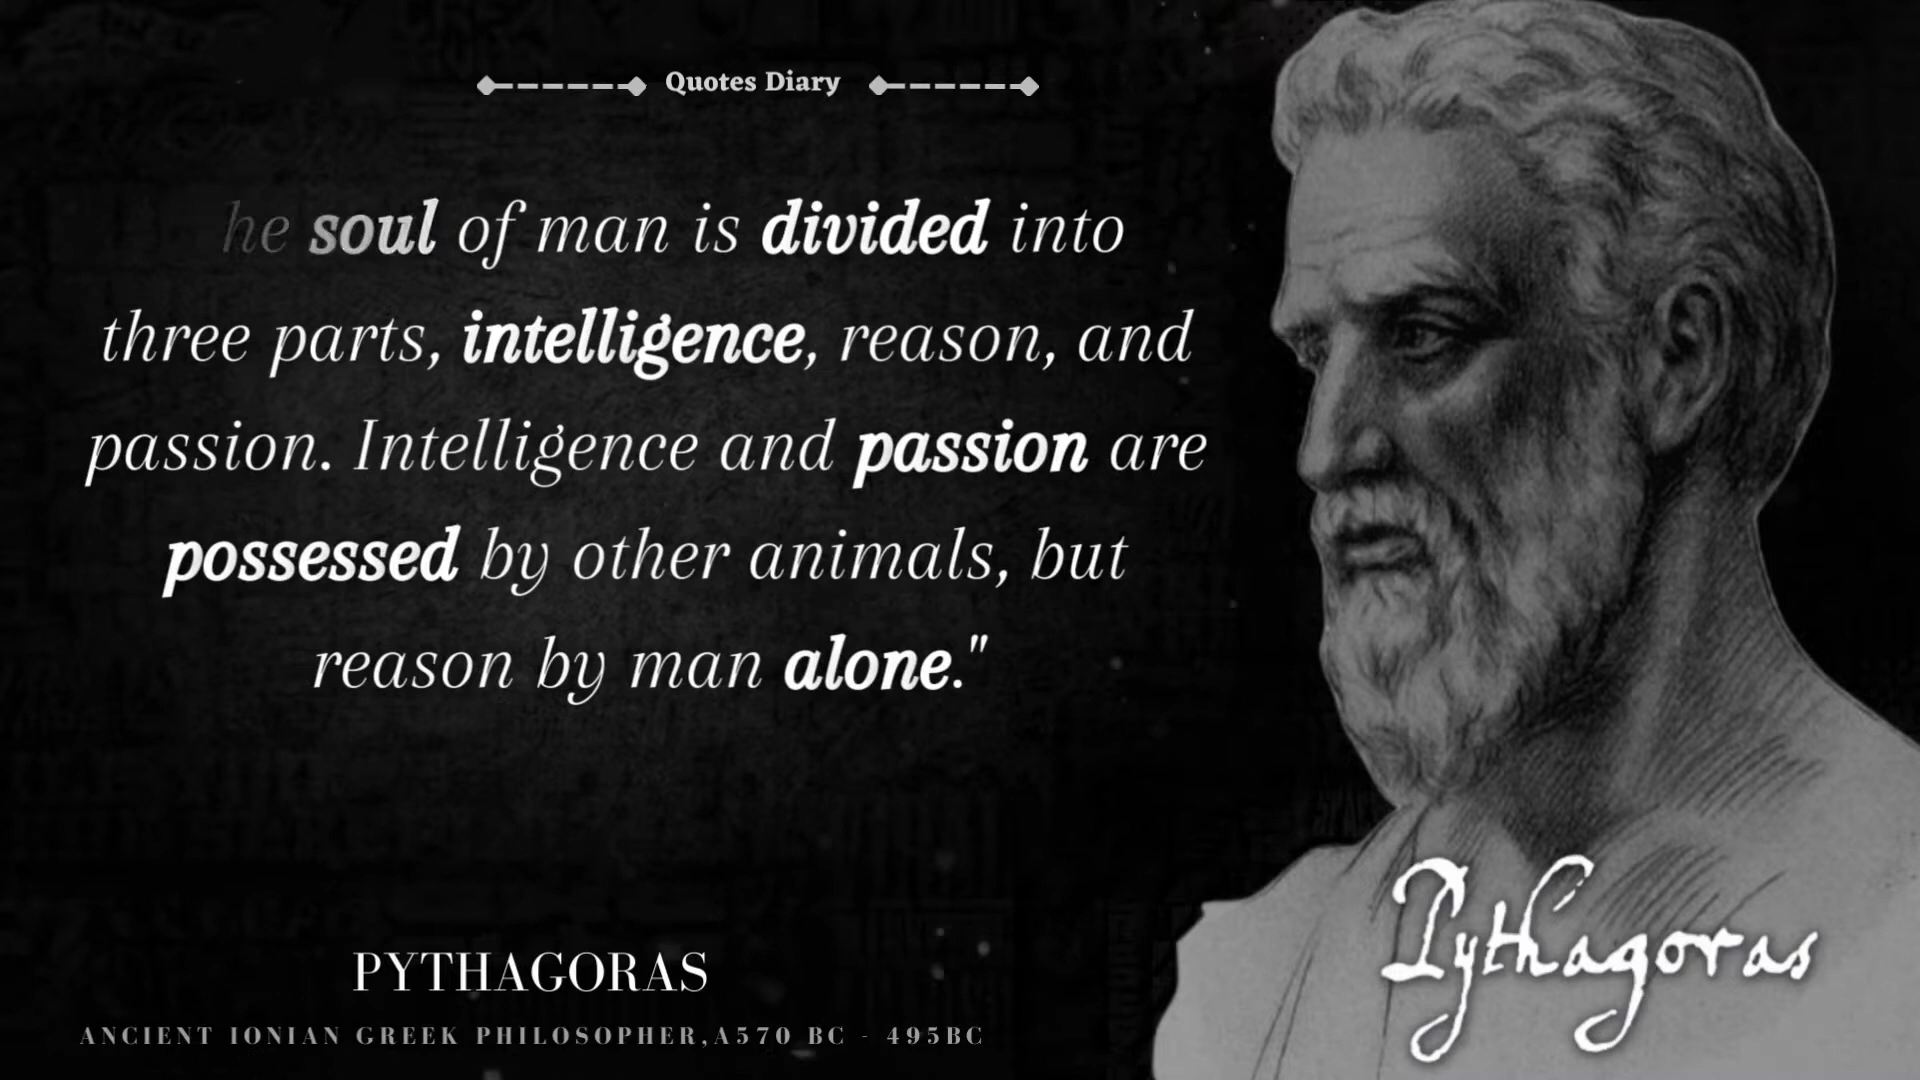 Quotes Diary
he soul of man is divided into
three parts, intelligence, reason, and
passion. Intelligence and passion are
possessed by other animals, but
reason by man alone."
Pythagoras
PYTHAGORAS
ANCIENT IONIAN GREEK PHILOSOPHER,A570 BC - 495BC